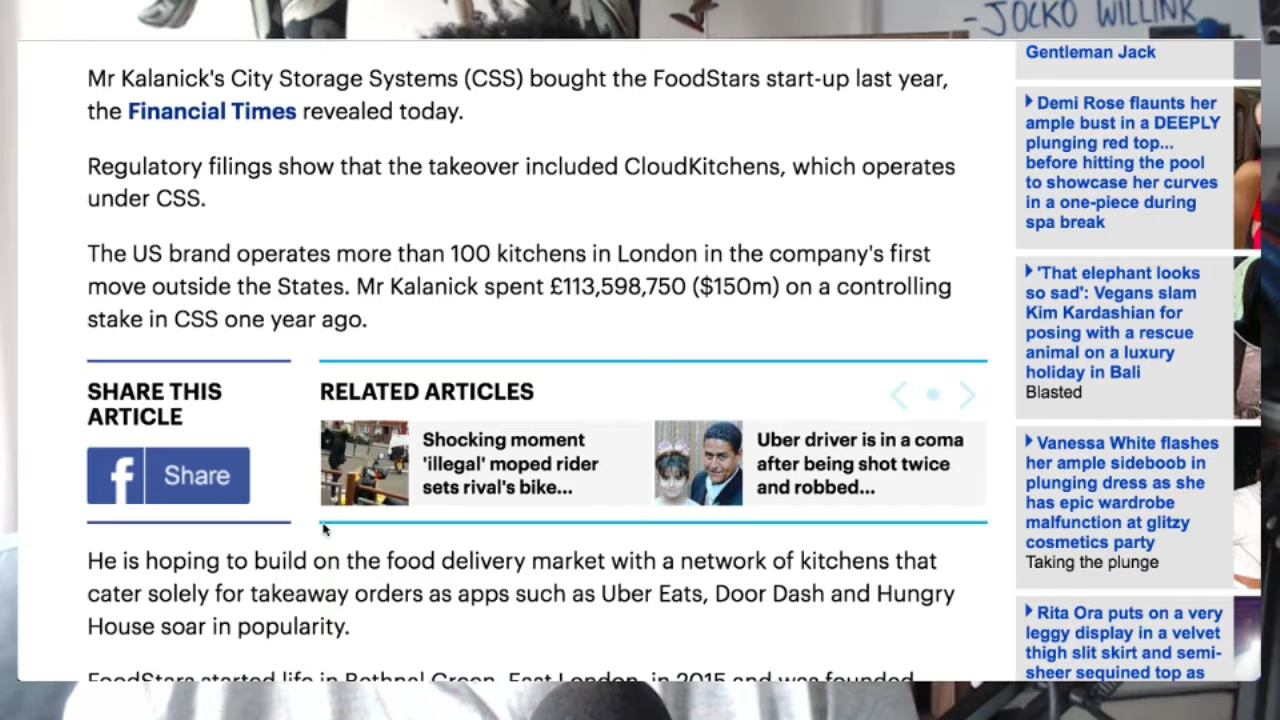 -JOCKO WILLINK
Mr Kalanick's City Storage Systems (CSS) bought the FoodStars start-up last year,
the Financial Times revealed today.
Regulatory filings show that the takeover included CloudKitchens, which operates
under CSS.
The US brand operates more than 100 kitchens in London in the company's first
move outside the States. Mr Kalanick spent £113,598,750 ($150m) on a controlling
stake in CSS one year ago.
SHARE THIS
ARTICLE
f Share
RELATED ARTICLES
Shocking moment
'illegal' moped rider
sets rival's bike...
Uber driver is in a coma
after being shot twice
and robbed...
He is hoping to build on the food delivery market with a network of kitchens that
cater solely for takeaway orders as apps such as Uber Eats, Door Dash and Hungry
House soar in popularity.
FoodStars started life in Bethnal Green, East London, in 2015 and was founded
Gentleman Jack
Demi Rose flaunts her
ample bust in a DEEPLY
plunging red top...
before hitting the pool
to showcase her curves
in a one-piece during
spa break
'That elephant looks
so sad': Vegans slam
Kim Kardashian for
posing with a rescue
animal on a luxury
holiday in Bali
Blasted
Vanessa White flashes
her ample sideboob in
plunging dress as she
has epic wardrobe
malfunction at glitzy
cosmetics party
Taking the plunge
Rita Ora puts on a very
leggy display in a velvet
thigh slit skirt and semi-
sheer sequined top as